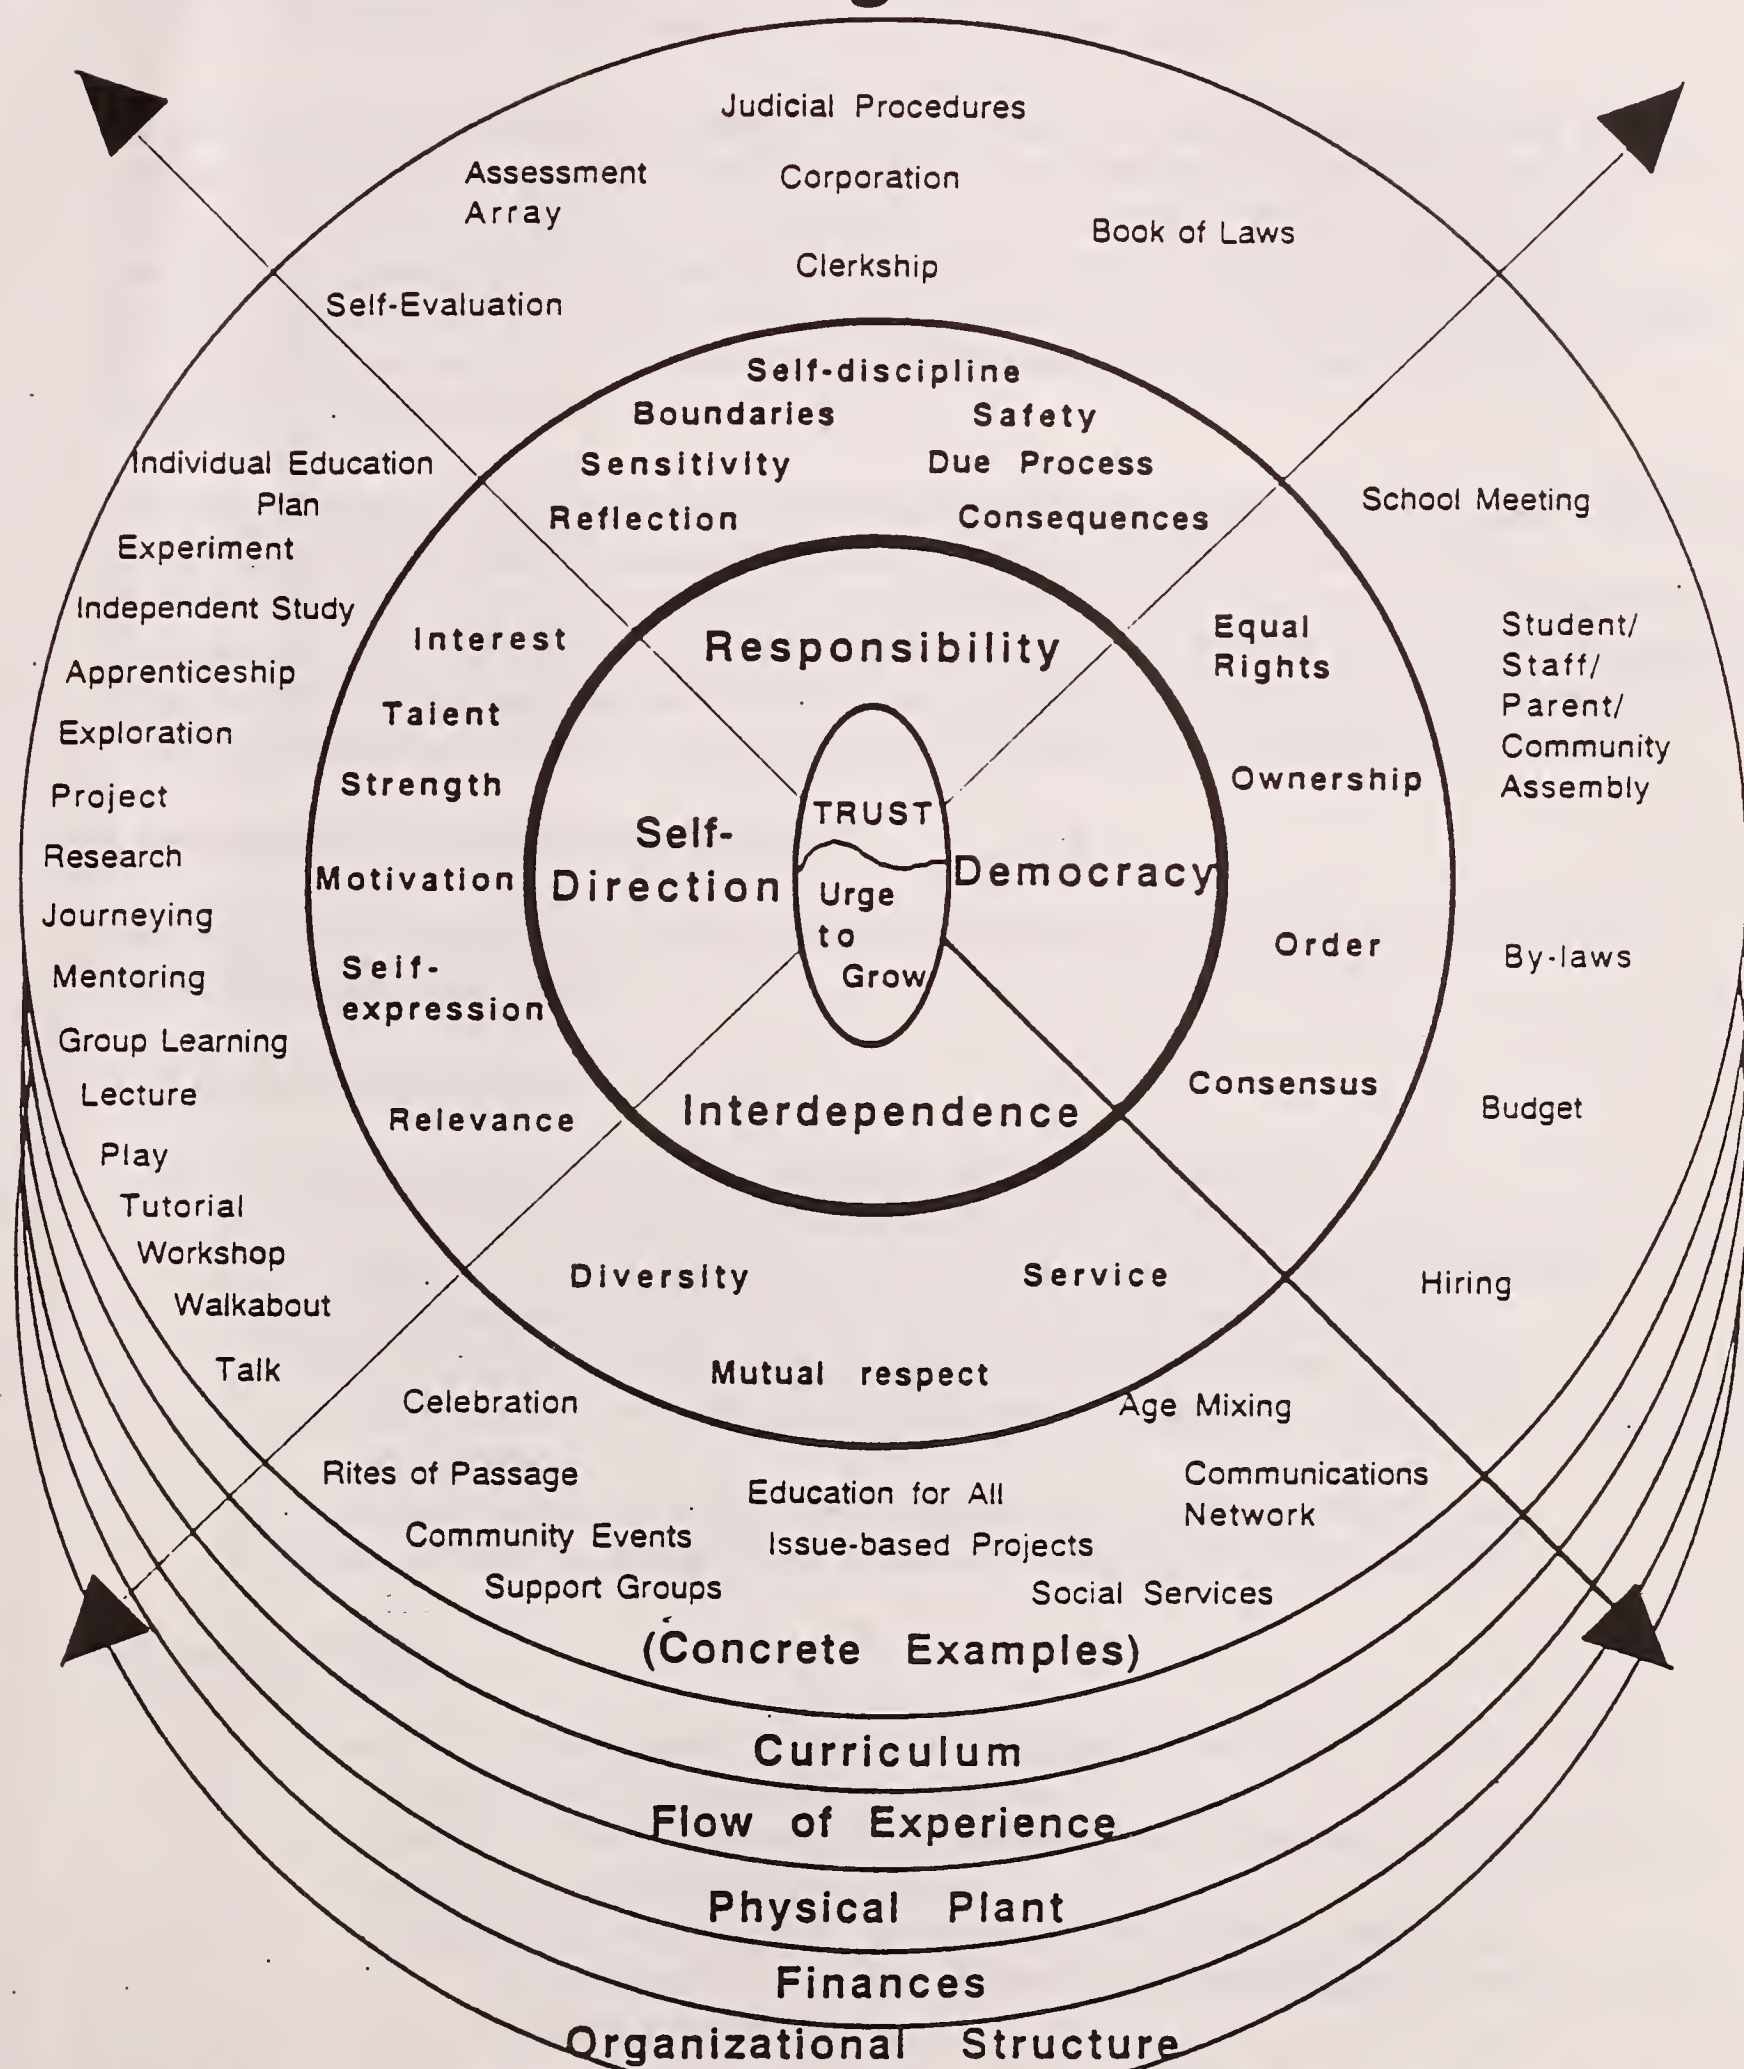 Judicial Procedures
Assessment
Array
Corporation
Book of Laws
Clerkship
Self-Evaluation
Self-discipline
Boundaries
Safety
Sensitivity
Due Process
Reflection
Consequences
Individual Education
Plan
Experiment
Independent Study
Apprenticeship
Exploration
Project
Research
Journeying
Mentoring
Group Learning
Lecture
Play
Tutorial
Workshop
Walkabout
Talk
Interest
Talent
Strength
Motivation
Self-
expression
Relevance
Responsibility
Self-
Direction
TRUST
Urge
to
Grow
Democracy
Interdependence
Equal
Rights
Ownership
Order
Consensus
School Meeting
Student/
Staff/
Parent/
Community
Assembly
By-laws
Budget
Hiring
Diversity
Service
Mutual respect
Celebration
Age Mixing
Rites of Passage
Education for All
Communications
Network
Community Events
Issue-based Projects
Support Groups
Social Services
(Concrete Examples)
Curriculum
Flow of Experience
Physical Plant
Finances
Organizational Structure